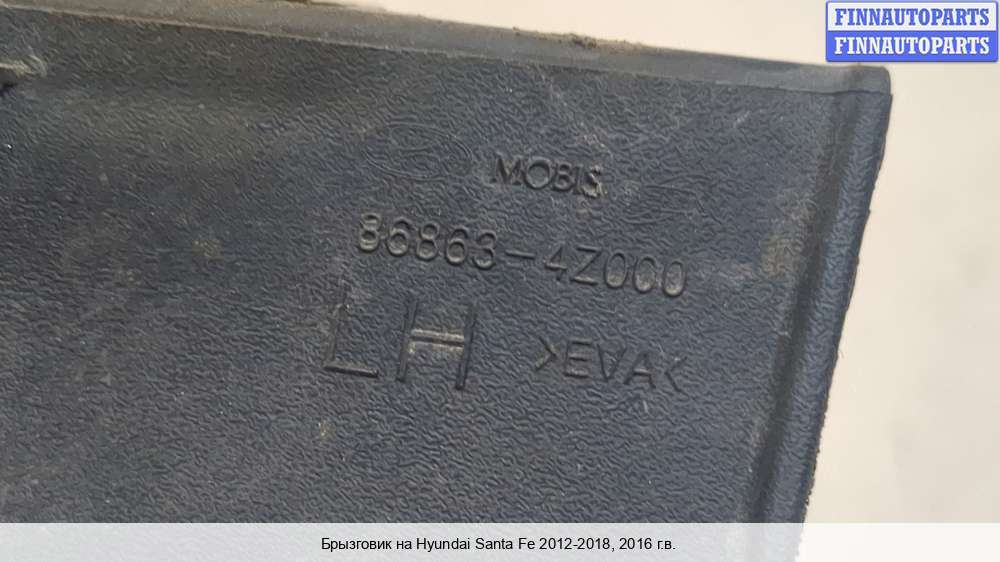 FINNAUTOPARTS
FINNAUTOPARTS
MOBIS
86863-4Z000
LH >EVA<
Брызговик на Hyundai Santa Fe 2012-2018, 2016 г.в.